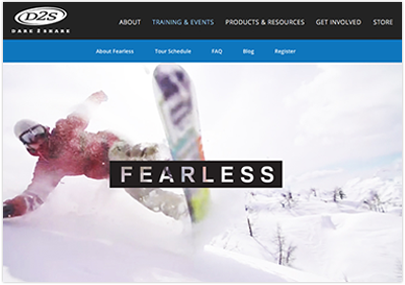 D2S
DARE 2 SHARE
ABOUT TRAINING & EVENTS PRODUCTS & RESOURCES GET INVOLVED STORE
About Fearless Tour Schedule FAQ Blog Register
FEARLESS